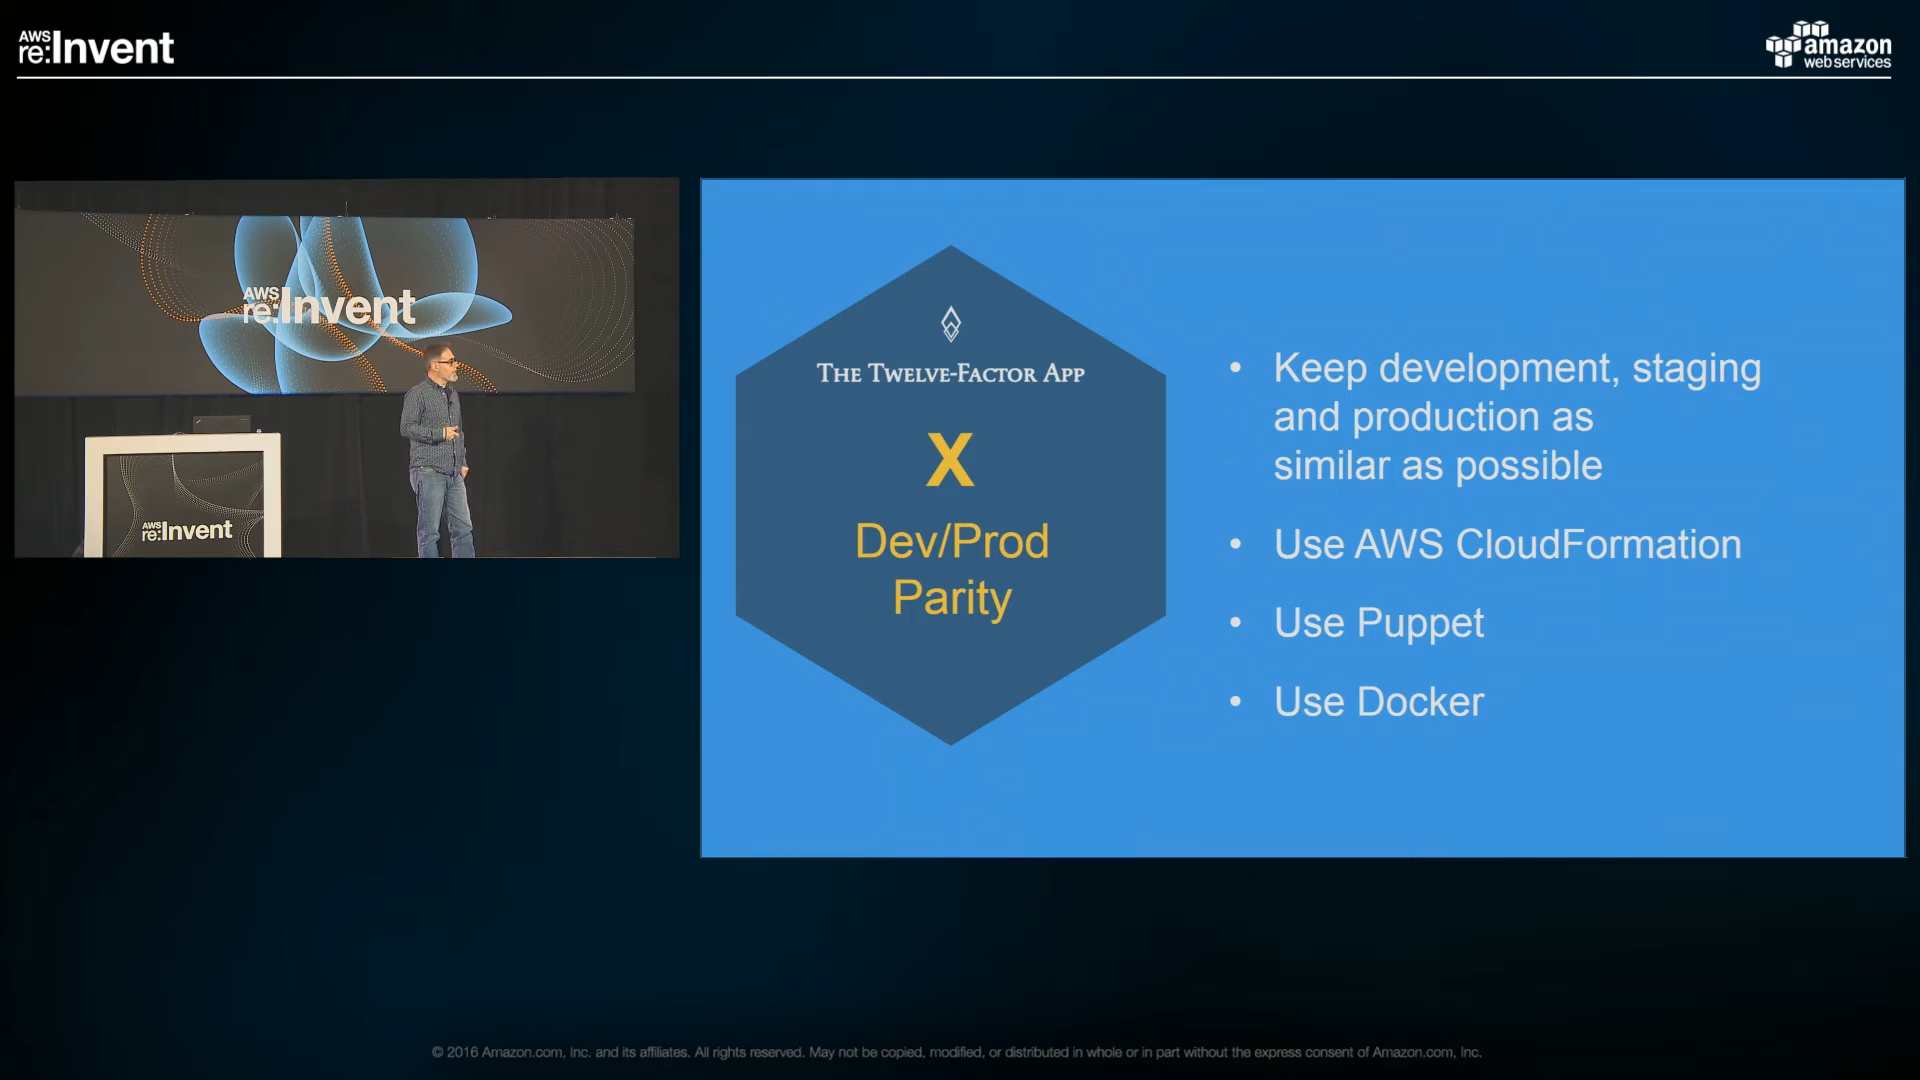 AWS
re:Invent
amazon
web services
AWS
re:Invent
AWS
re:Invent
THE TWELVE-FACTOR APP
X
Dev/Prod
Parity
• Keep development, staging
and production as
similar as possible
• Use AWS CloudFormation
• Use Puppet
• Use Docker
© 2016 Amazon.com, Inc. and its affiliates. All rights reserved. May not be copied, modified, or distributed in whole or in part without the express consent of Amazon.com, Inc.